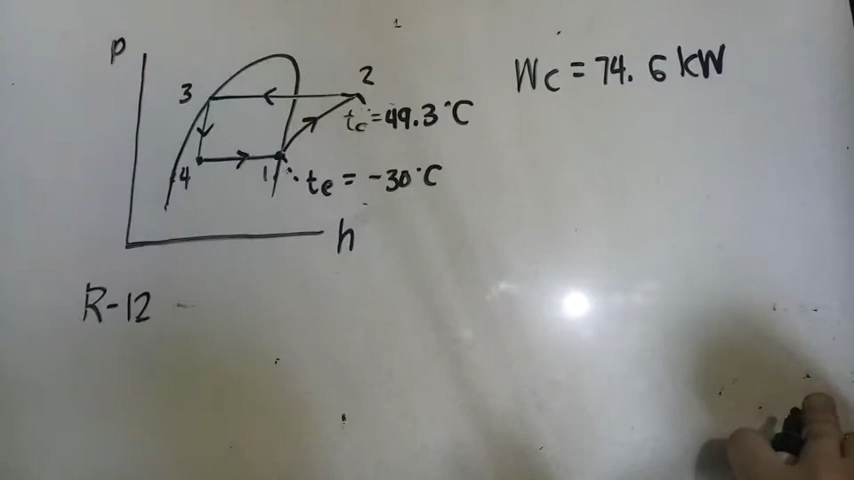 P
Wc = 74.6 kW
3
2
tc = 49.3°C
4
1
te = -30°C
h
R-12